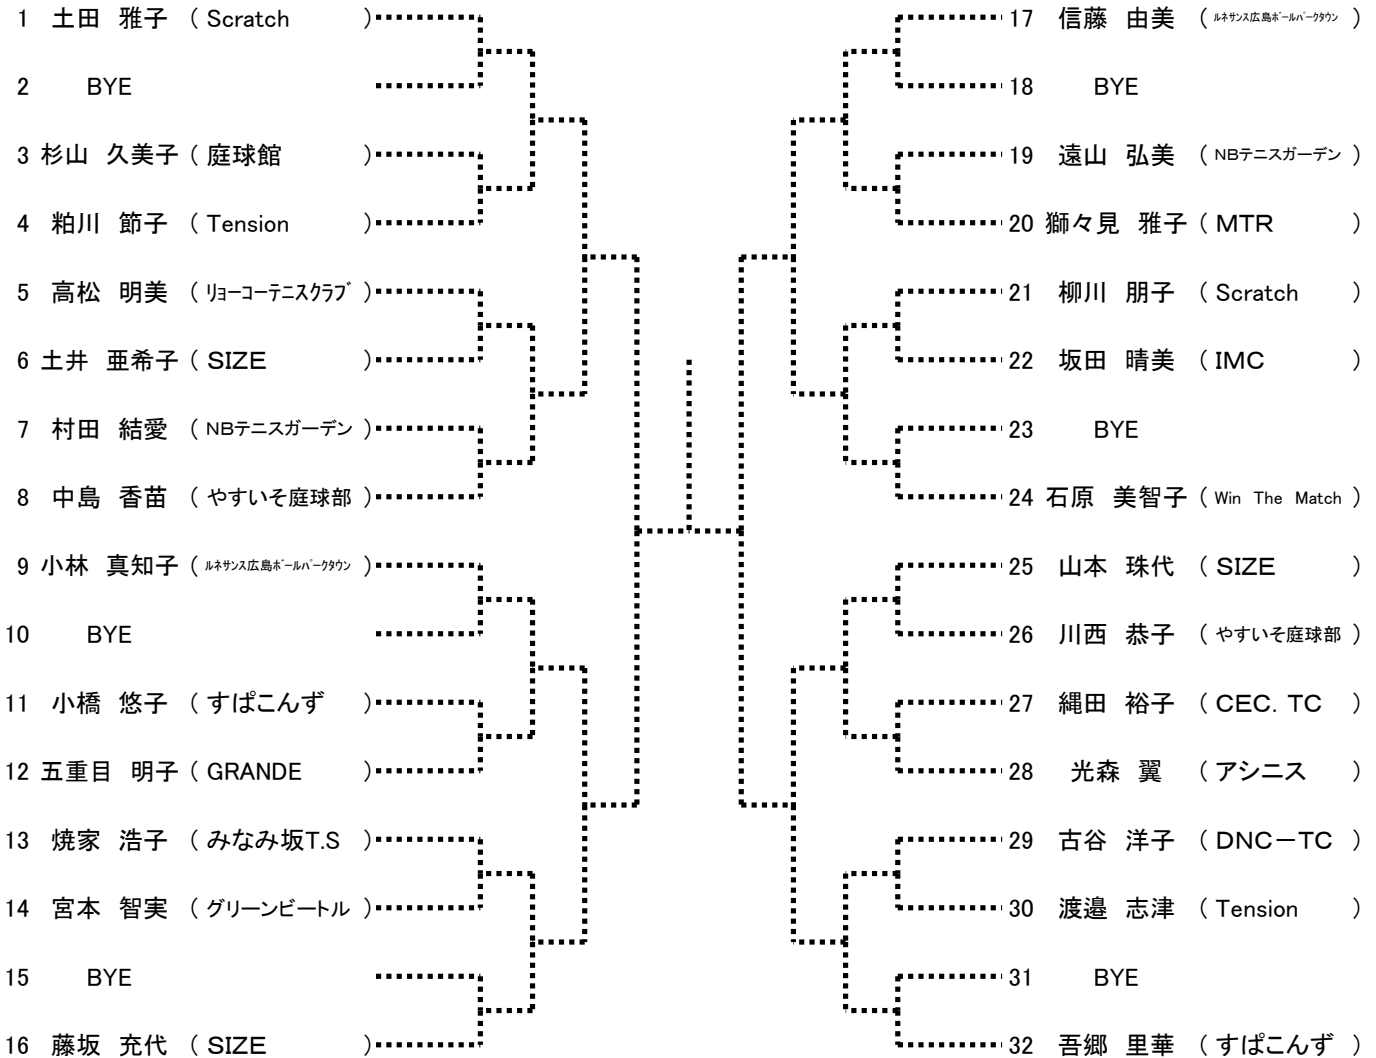 1 土田 雅子 ( Scratch )
2 BYE
3 杉山 久美子 ( 庭球館 )
4 粕川 節子 ( Tension )
5 高松 明美 ( ﾘｮｰｺｰﾃﾆｽｸﾗﾌﾞ )
6 土井 亜希子 ( SIZE )
7 村田 結愛 ( NBテニスガーデン )
8 中島 香苗 ( やすいそ庭球部 )
9 小林 真知子 ( ﾙﾈｻﾝｽ広島ﾎﾞｰﾙﾊﾟｰｸﾀｳﾝ )
10 BYE
11 小橋 悠子 ( すぱこんず )
12 五重目 明子 ( GRANDE )
13 焼家 浩子 ( みなみ坂T.S )
14 宮本 智実 ( グリーンビートル )
15 BYE
16 藤坂 充代 ( SIZE )
17 信藤 由美 ( ﾙﾈｻﾝｽ広島ﾎﾞｰﾙﾊﾟｰｸﾀｳﾝ )
18 BYE
19 遠山 弘美 ( NBテニスガーデン )
20 獅々見 雅子 ( MTR )
21 柳川 朋子 ( Scratch )
22 坂田 晴美 ( IMC )
23 BYE
24 石原 美智子 ( Win The Match )
25 山本 珠代 ( SIZE )
26 川西 恭子 ( やすいそ庭球部 )
27 縄田 裕子 ( CEC. TC )
28 光森 翼 ( アシニス )
29 古谷 洋子 ( DNC－TC )
30 渡邉 志津 ( Tension )
31 BYE
32 吾郷 里華 ( すぱこんず )